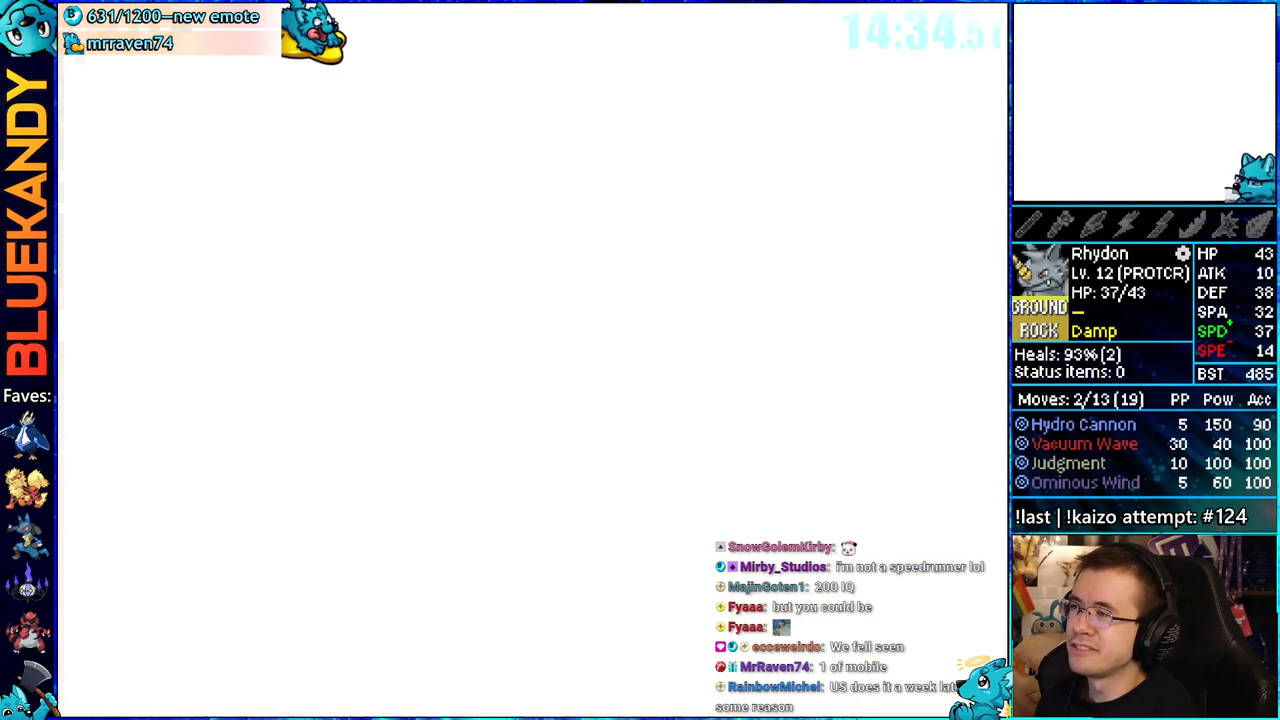 631/1200—new emote
mrraven74
14:34.51
BLUEKANDY
Faves:
Rhydon
Lv. 12 (PROTCR)
HP: 37/43
GROUND
ROCK
—
Damp
Heals: 93% (2)
Status items: 0
HP 43
ATK 10
DEF 38
SPA 32
SPD+ 37
SPE- 14
BST 485
Moves: 2/13 (19) PP Pow Acc
Hydro Cannon 5 150 90
Vacuum Wave 30 40 100
Judgment 10 100 100
Ominous Wind 5 60 100
!last | !kaizo attempt: #124
SnowGolemKirby:
Mirby_Studios: i'm not a speedrunner lol
MajinGoten1: 200 IQ
Fyaaa: but you could be
Fyaaa:
ecceweirdo: We fell seen
MrRaven74: 1 of mobile
RainbowMichel: US does it a week lat
some reason